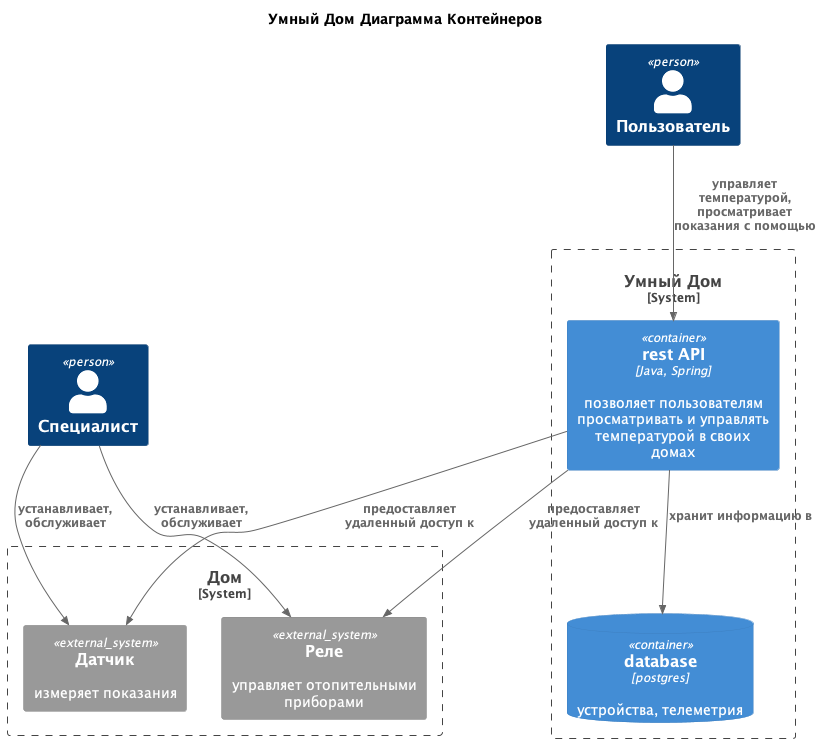 Умный Дом Диаграмма Контейнеров
«person»
Пользователь
управляет
температурой,
просматривает
показания с помощью
Умный Дом
[System]
«container»
rest API
[Java, Spring]
позволяет пользователям
просматривать и управлять
температурой в своих
домах
«person»
Специалист
устанавливает,
обслуживает
устанавливает,
обслуживает
предоставляет
удаленный доступ к
предоставляет
удаленный доступ к
хранит информацию в
Дом
[System]
«external_system»
Датчик
измеряет показания
«external_system»
Реле
управляет отопительными
приборами
«container»
database
[postgres]
устройства, телеметрия